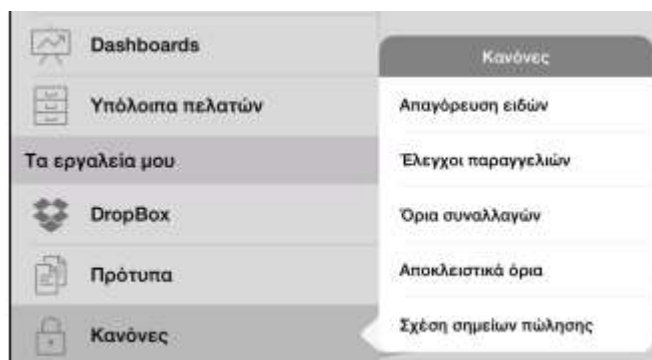 Dashboards
Υπόλοιπα πελατών
Τα εργαλεία μου
DropBox
Πρότυπα
Κανόνες
Κανόνες
Απαγόρευση ειδών
Έλεγχοι παραγγελιών
Όρια συναλλαγών
Αποκλειστικά όρια
Σχέση σημείων πώλησης